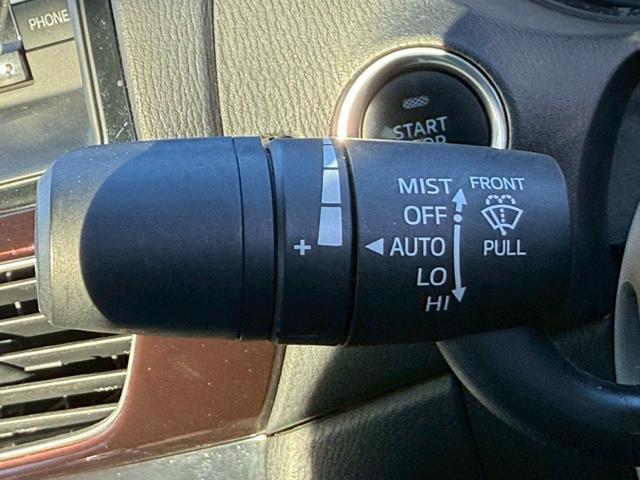 PHONE
START
STOP
MIST
FRONT
OFF
+
AUTO
PULL
LO
HI